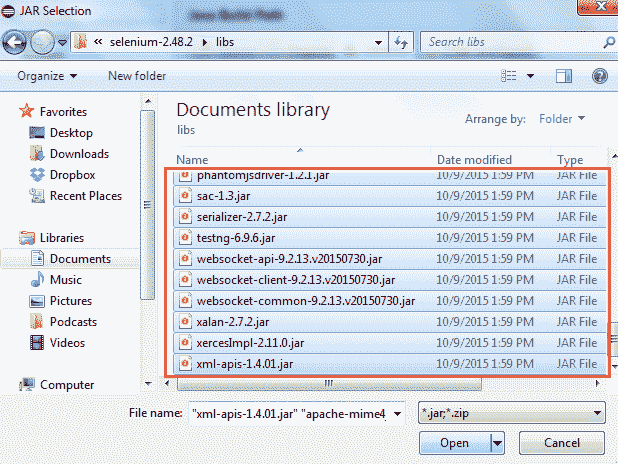 JAR Selection
« selenium-2.48.2 libs
Search libs
Organize New folder
Favorites
Desktop
Downloads
Dropbox
Recent Places
Libraries
Documents
Music
Pictures
Podcasts
Videos
Computer
Documents library
libs
Arrange by: Folder
Name Date modified Type
phantomjsdriver-1.2.1.jar 10/9/2015 1:59 PM JAR File
sac-1.3.jar 10/9/2015 1:59 PM JAR File
serializer-2.7.2.jar 10/9/2015 1:59 PM JAR File
testng-6.9.6.jar 10/9/2015 1:59 PM JAR File
websocket-api-9.2.13.v20150730.jar 10/9/2015 1:59 PM JAR File
websocket-client-9.2.13.v20150730.jar 10/9/2015 1:59 PM JAR File
websocket-common-9.2.13.v20150730.jar 10/9/2015 1:59 PM JAR File
xalan-2.7.2.jar 10/9/2015 1:59 PM JAR File
xercesImpl-2.11.0.jar 10/9/2015 1:59 PM JAR File
xml-apis-1.4.01.jar 10/9/2015 1:59 PM JAR File
File name: "xml-apis-1.4.01.jar" "apache-mime4 *.jar;*.zip
Open Cancel